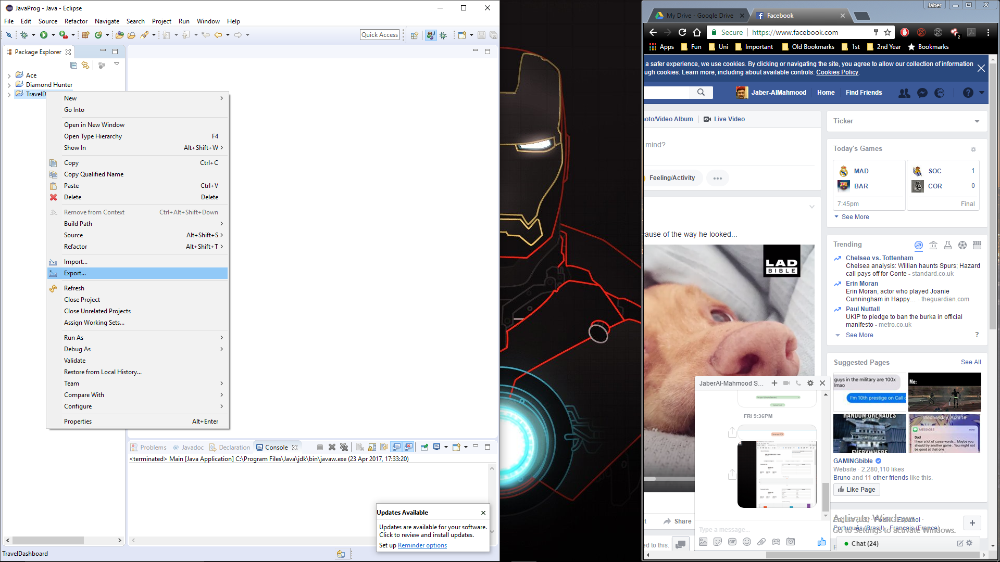 JavaProg - Java - Eclipse
File Edit Source Refactor Navigate Search Project Run Window Help
Quick Access
Package Explorer
Ace
Diamond Hunter
TravelD
New
Go Into
Open in New Window
Open Type Hierarchy F4
Show In Alt+Shift+W
Copy Ctrl+C
Copy Qualified Name
Paste Ctrl+V
Delete Delete
Remove from Context Ctrl+Alt+Shift+Down
Build Path
Source Alt+Shift+S
Refactor Alt+Shift+T
Import...
Export...
Refresh
Close Project
Close Unrelated Projects
Assign Working Sets...
Run As
Debug As
Validate
Restore from Local History...
Team
Compare With
Configure
Properties Alt+Enter
Problems @ Javadoc Declaration Console
<terminated> Main [Java Application] C:\Program Files\Java\jdk\bin\javaw.exe (23 Apr 2017, 17:33:20)
Updates Available
Updates are available for your software.
Click to review and install updates.
Set up Reminder options
TravelDashboard
Jaber
My Drive - Google Drive
Facebook
Secure https://www.facebook.com
2
Apps Fun Uni Important Old Bookmarks 1st 2nd Year Bookmarks
a safer experience, we use cookies. By clicking or navigating the site, you agree to allow our collection of information
ugh cookies. Learn more, including about available controls: Cookies Policy.
Jaber-AlMahmood Home Find Friends
oto/Video Album Live Video
mind?
Feeling/Activity
cause of the way he looked...
LAD
BIBLE
Ticker
Today's Games
MAD
BAR
7:45pm
SOC 1
COR 0
Final
See More
Trending
Chelsea vs. Tottenham
Chelsea analysis: Willian haunts Spurs; Hazard
call pays off for Conte - standard.co.uk
Erin Moran
Erin Moran, actor who played Joanie
Cunningham in Happy… - theguardian.com
Paul Nuttall
UKIP to pledge to ban the burka in official
manifesto - metro.co.uk
See More ?
Suggested Pages See All
guys in the military are 100x
lmao
I'm 10th prestige on Call o
Me:
RANDOM GRENADES
EVERYWHERE
Wednesday, April 19
MESSAGES now
Dad
I hear a lot of curse words... Maybe you
should try another game . You might not
be good at that one
GAMINGbible
Website · 2,280,110 likes
Bruno and 11 other friends like this.
Like Page
JaberAl-Mahmood S...
FRI 9:36PM
Type a message...
GIF
Share
ed to this.
English (US) · Polski · Español ·
Português (Brasil) · Français (France)
Activate Windows
Go to Settings to activate Windows.
Chat (24)